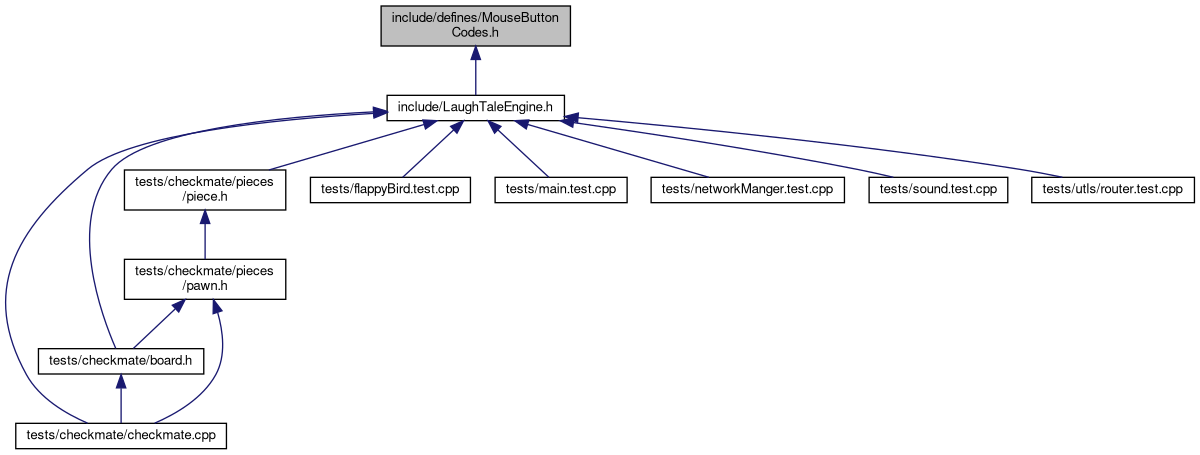 include/defines/MouseButton
Codes.h
include/LaughTaleEngine.h
tests/checkmate/pieces
/piece.h
tests/flappyBird.test.cpp
tests/main.test.cpp
tests/networkManger.test.cpp
tests/sound.test.cpp
tests/utls/router.test.cpp
tests/checkmate/pieces
/pawn.h
tests/checkmate/board.h
tests/checkmate/checkmate.cpp